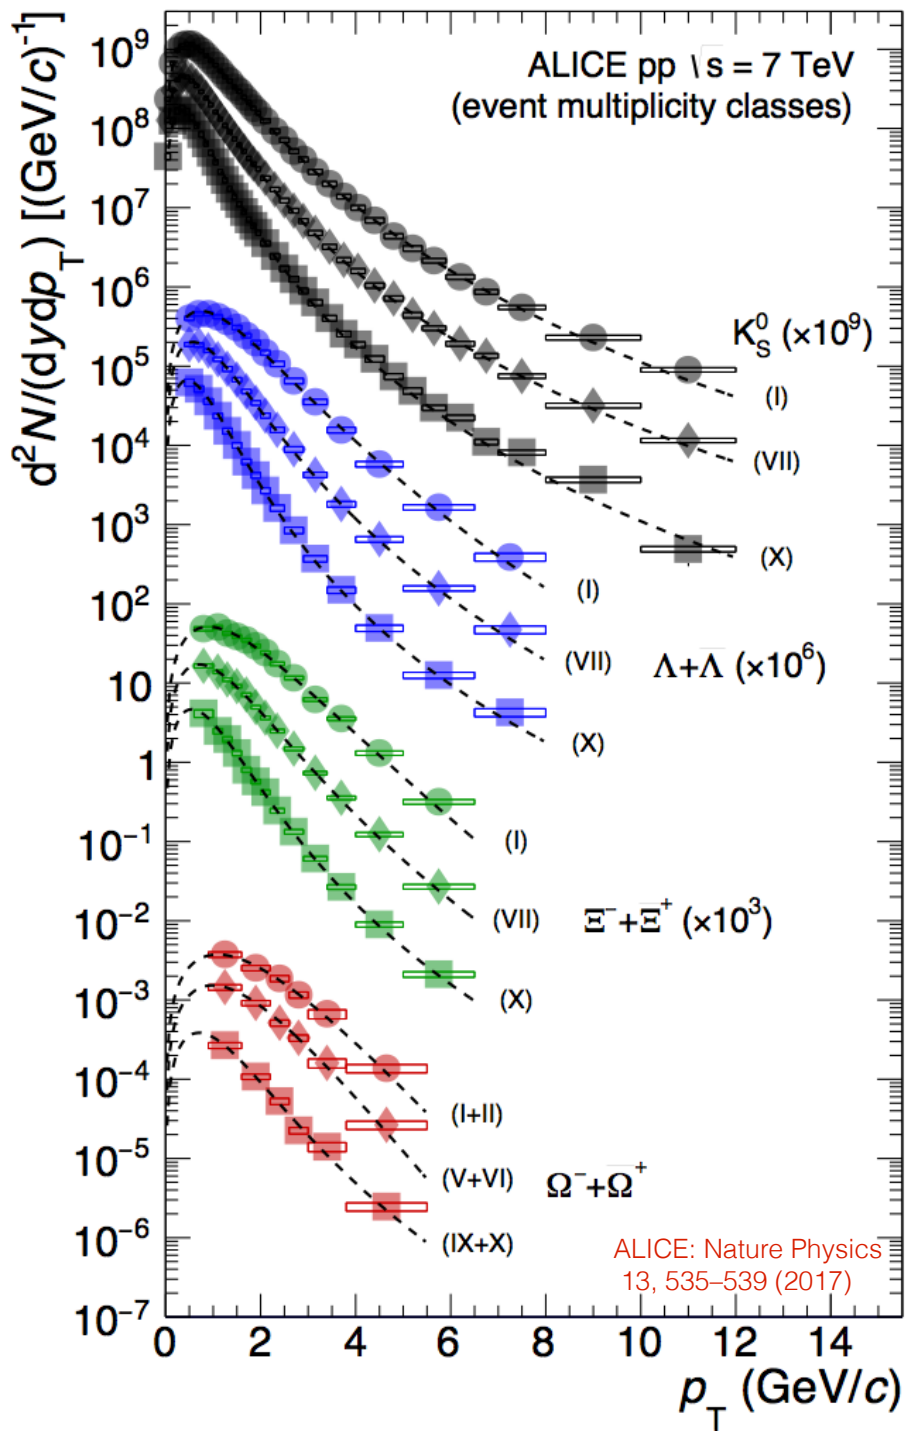 ALICE pp √s = 7 TeV
(event multiplicity classes)
d²N/(dydp_T) [(GeV/c)⁻¹]
10⁹
10⁸
10⁷
10⁶
10⁵
10⁴
10³
10²
10
1
10⁻¹
10⁻²
10⁻³
10⁻⁴
10⁻⁵
10⁻⁶
10⁻⁷
K⁰_S (×10⁹)
(I)
(VII)
(X)
(I)
(VII)
Λ+Λ̅ (×10⁶)
(X)
(I)
(VII)
Ξ⁻+Ξ̅⁺ (×10³)
(X)
(I+II)
(V+VI)
Ω⁻+Ω̅⁺
(IX+X)
ALICE: Nature Physics
13, 535–539 (2017)
0 2 4 6 8 10 12 14
p_T (GeV/c)